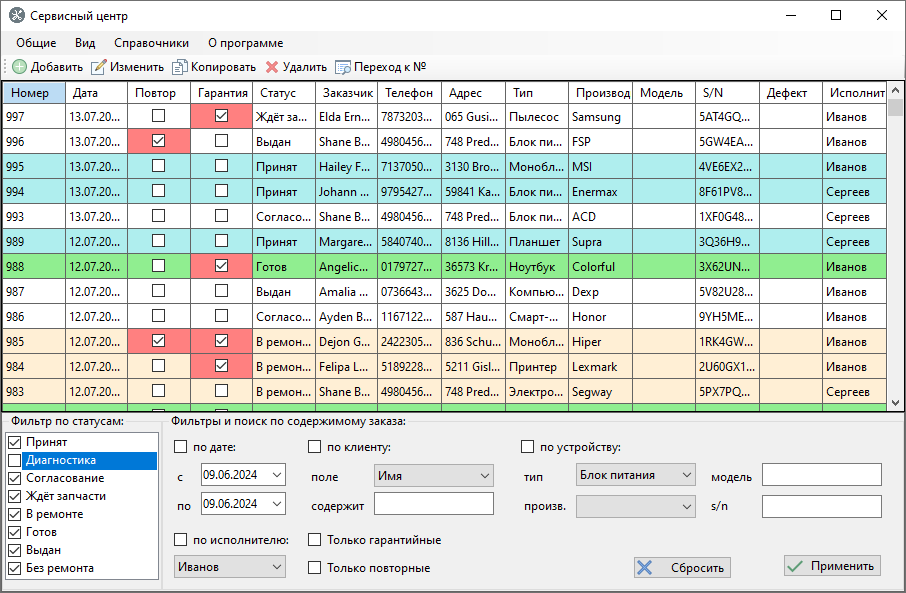 Сервисный центр
Общие Вид Справочники О программе
Добавить Изменить Копировать Удалить Переход к №
Номер Дата Повтор Гарантия Статус Заказчик Телефон Адрес Тип Производ Модель S/N Дефект Исполнит
997 13.07.20... Ждёт за... Elda Ern... 7873203... 065 Gusi... Пылесос Samsung 5AT4GQ... Иванов
996 13.07.20... Выдан Shane B... 4980456... 748 Pred... Блок пи... FSP 5GW4EA... Иванов
995 13.07.20... Принят Hailey F... 7137050... 3130 Bro... Монобл... MSI 4VE6EX2... Иванов
994 13.07.20... Принят Johann ... 9795427... 59841 Ka... Блок пи... Enermax 8F61PV8... Сергеев
993 13.07.20... Согласо... Shane B... 4980456... 748 Pred... Блок пи... ACD 1XF0G48... Сергеев
989 12.07.20... Принят Margare... 5840740... 8136 Hill... Планшет Supra 3Q36H9... Сергеев
988 12.07.20... Готов Angelic... 0179727... 36573 Kr... Ноутбук Colorful 3X62UN... Иванов
987 12.07.20... Выдан Amalia ... 0736643... 3625 Do... Компью... Dexp 5V82U28... Иванов
986 12.07.20... Согласо... Ayden B... 1167122... 587 Hau... Смарт-... Honor 9YH5ME... Иванов
985 12.07.20... В ремон... Dejon G... 2422305... 836 Schu... Монобл... Hiper 1RK4GW... Иванов
984 12.07.20... В ремон... Felipa L... 5189228... 5211 Gisl... Принтер Lexmark 2U60GX1... Иванов
983 12.07.20... В ремон... Shane B... 4980456... 748 Pred... Электро... Segway 5PX7PQ... Сергеев
Фильтр по статусам:
Принят
Диагностика
Согласование
Ждёт запчасти
В ремонте
Готов
Выдан
Без ремонта
Фильтры и поиск по содержимому заказа:
по дате: по клиенту: по устройству:
с 09.06.2024 поле Имя тип Блок питания модель
по 09.06.2024 содержит произв. s/n
по исполнителю: Только гарантийные
Иванов Только повторные Сбросить Применить